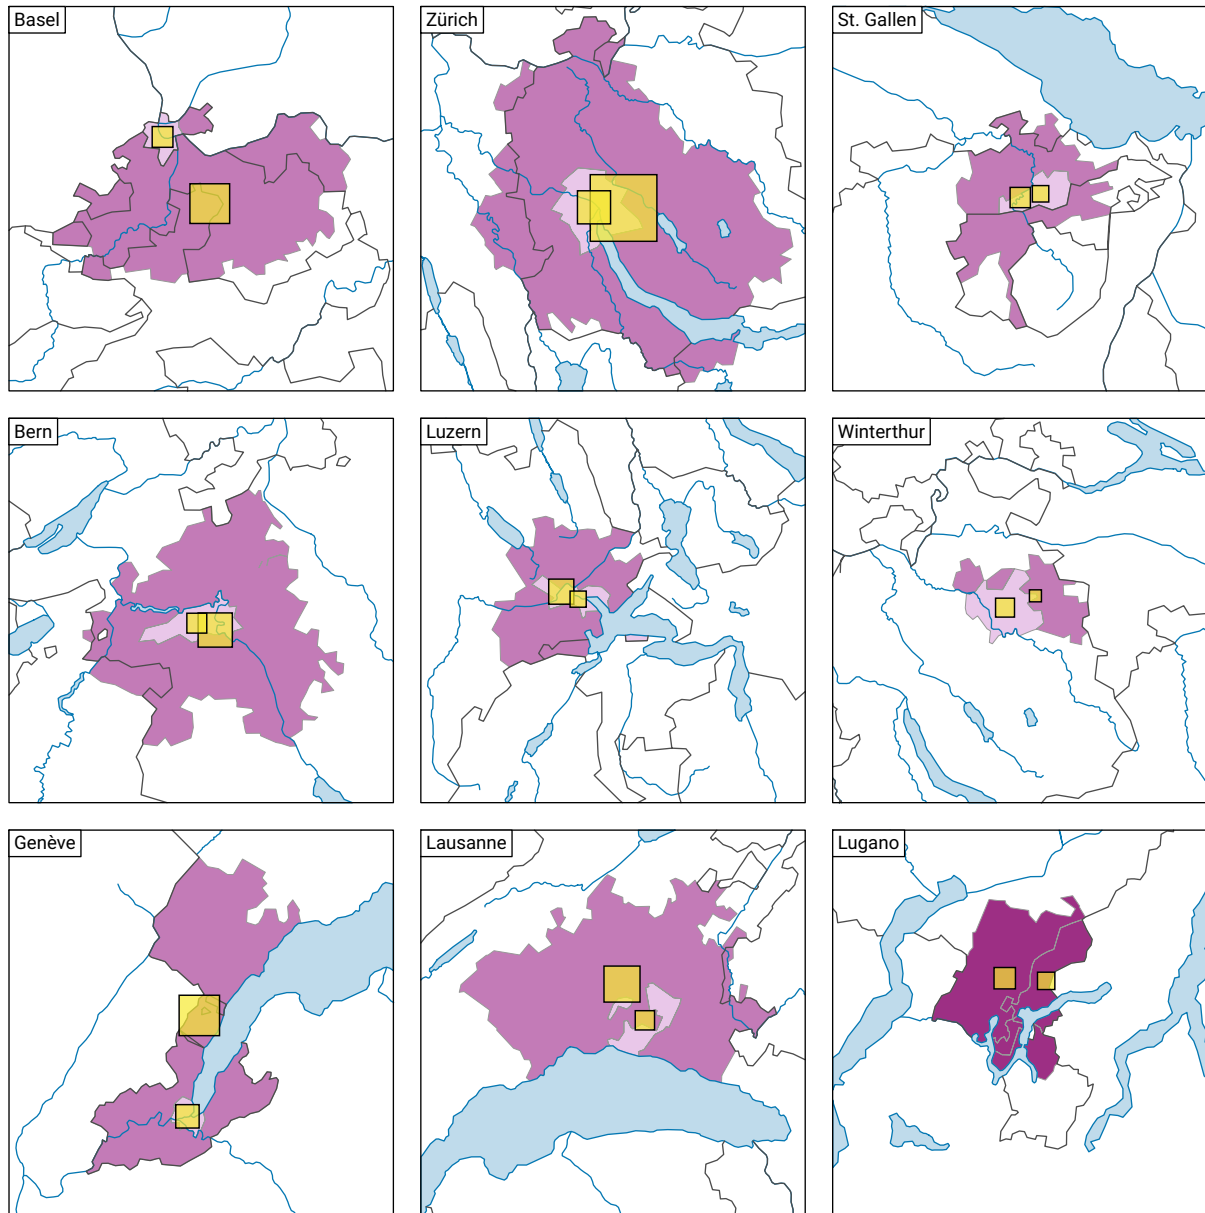 Basel
Zürich
St. Gallen
Bern
Luzern
Winterthur
Genève
Lausanne
Lugano